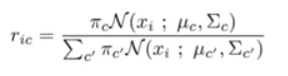 r_{ic} = \frac{\pi_c \mathcal{N}(x_i ; \mu_c, \Sigma_c)}{\sum_{c'} \pi_{c'} \mathcal{N}(x_i ; \mu_{c'}, \Sigma_{c'})}